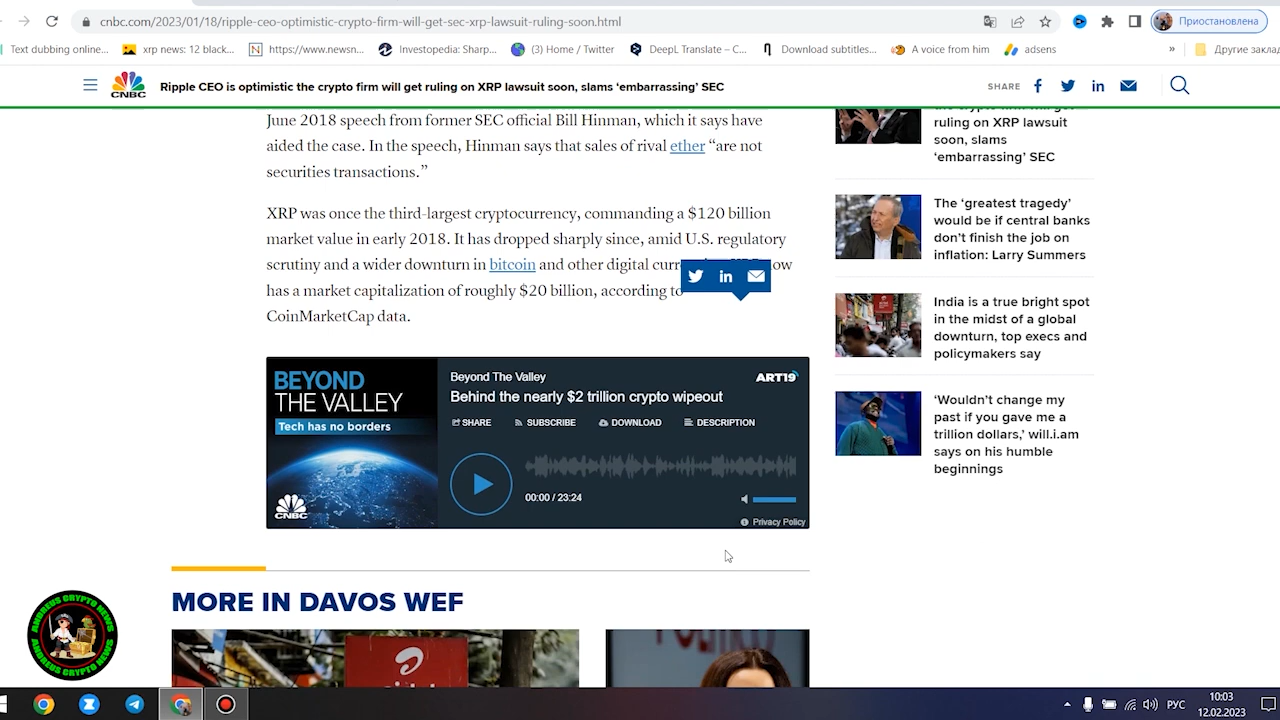 cnbc.com/2023/01/18/ripple-ceo-optimistic-crypto-firm-will-get-sec-xrp-lawsuit-ruling-soon.html
Приостановлена
Text dubbing online...
xrp news: 12 black...
https://www.newsn...
Investopedia: Sharp...
(3) Home / Twitter
DeepL Translate – C...
Download subtitles...
A voice from him
adsens
»
Другие заклад
CNBC
Ripple CEO is optimistic the crypto firm will get ruling on XRP lawsuit soon, slams ‘embarrassing’ SEC
SHARE
June 2018 speech from former SEC official Bill Hinman, which it says have
aided the case. In the speech, Hinman says that sales of rival ether “are not
securities transactions.”
XRP was once the third-largest cryptocurrency, commanding a $120 billion
market value in early 2018. It has dropped sharply since, amid U.S. regulatory
scrutiny and a wider downturn in bitcoin and other digital
has a market capitalization of roughly $20 billion, according to
CoinMarketCap data.
BEYOND
THE VALLEY
Tech has no borders
CNBC
Beyond The Valley
ART19
Behind the nearly $2 trillion crypto wipeout
SHARE
SUBSCRIBE
DOWNLOAD
DESCRIPTION
00:00 / 23:24
Privacy Policy
MORE IN DAVOS WEF
the crypto firm will get
ruling on XRP lawsuit
soon, slams
‘embarrassing’ SEC
The ‘greatest tragedy’
would be if central banks
don’t finish the job on
inflation: Larry Summers
India is a true bright spot
in the midst of a global
downturn, top execs and
policymakers say
‘Wouldn’t change my
past if you gave me a
trillion dollars,’ will.i.am
says on his humble
beginnings
ANDREUS CRYPTO NEWS
ANDREUS CRYPTO NEWS
РУС
10:03
12.02.2023